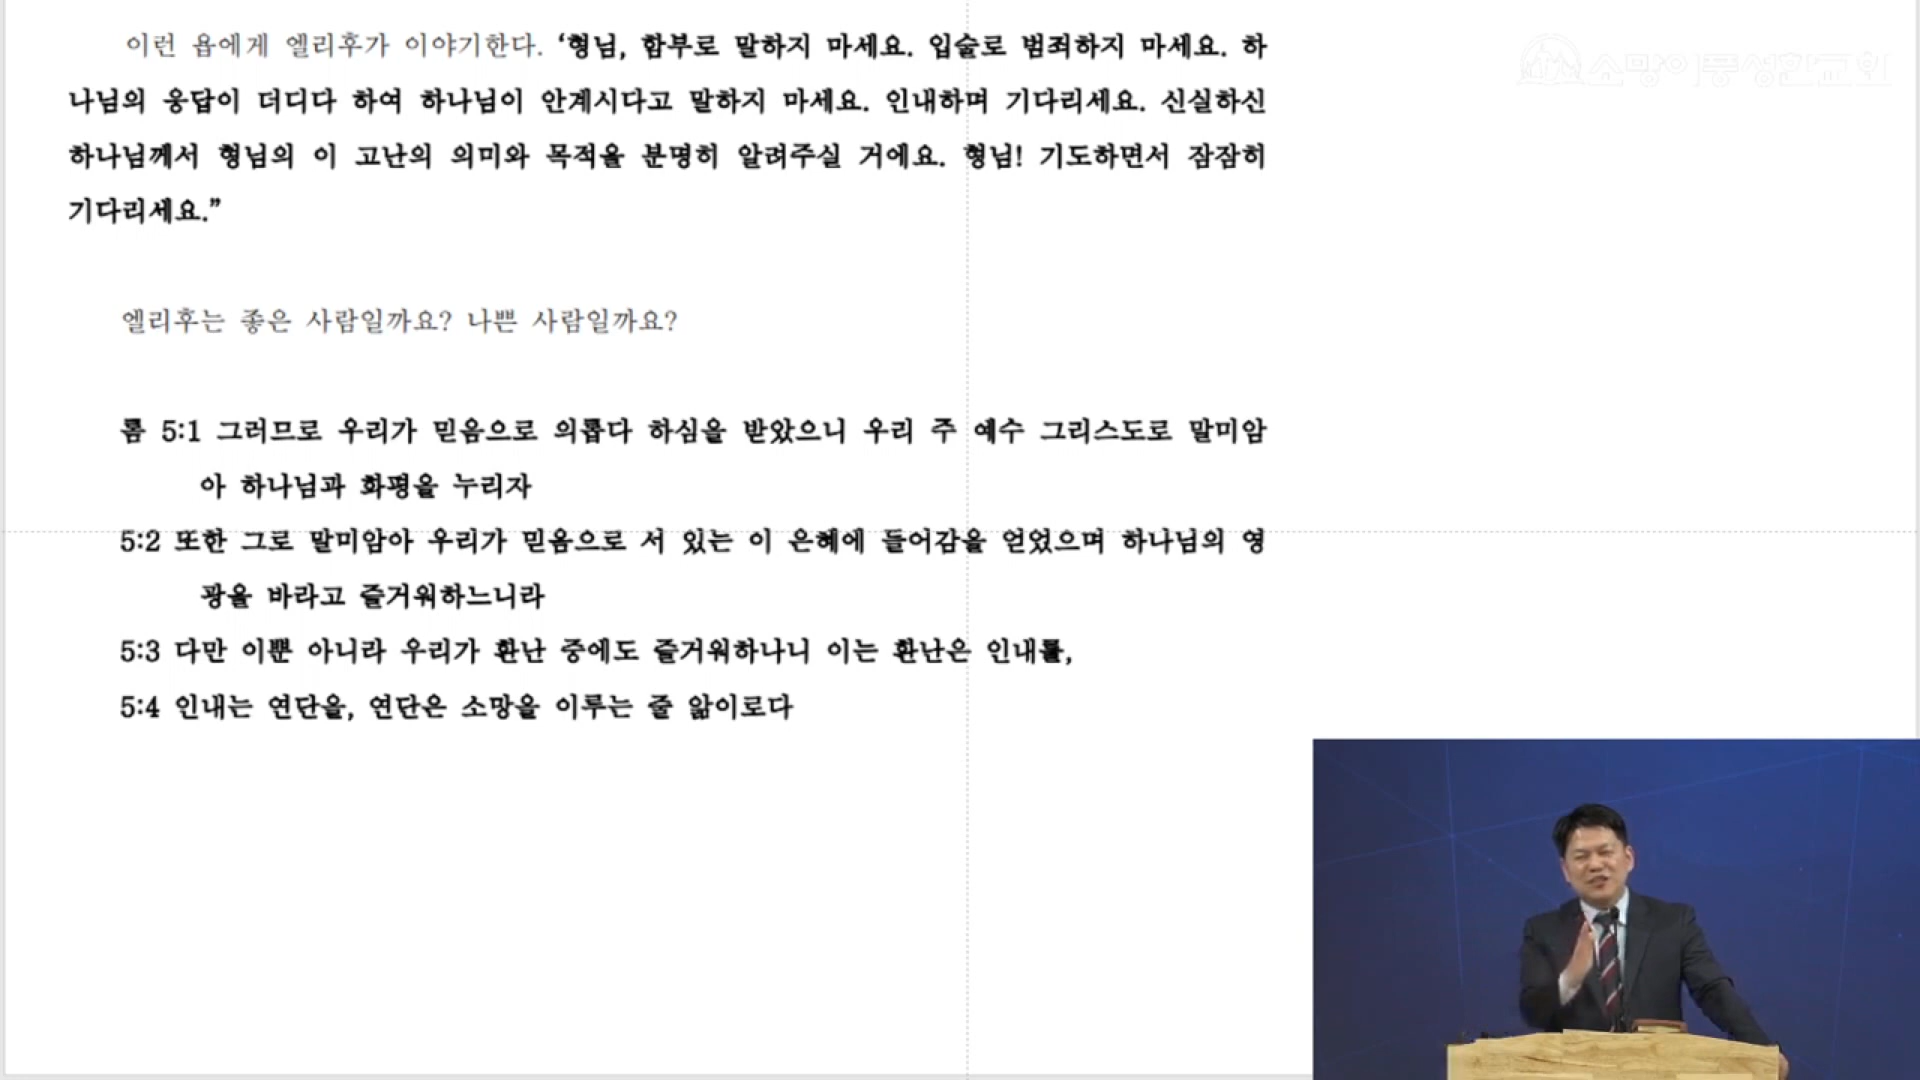 이런 욥에게 엘리후가 이야기한다. ‘형님, 함부로 말하지 마세요. 입술로 범죄하지 마세요. 하
나님의 응답이 더디다 하여 하나님이 안계시다고 말하지 마세요. 인내하며 기다리세요. 신실하신
하나님께서 형님의 이 고난의 의미와 목적을 분명히 알려주실 거에요. 형님! 기도하면서 잠잠히
기다리세요.”
엘리후는 좋은 사람일까요? 나쁜 사람일까요?
롬 5:1 그러므로 우리가 믿음으로 의롭다 하심을 받았으니 우리 주 예수 그리스도로 말미암
아 하나님과 화평을 누리자
5:2 또한 그로 말미암아 우리가 믿음으로 서 있는 이 은혜에 들어감을 얻었으며 하나님의 영
광을 바라고 즐거워하느니라
5:3 다만 이뿐 아니라 우리가 환난 중에도 즐거워하나니 이는 환난은 인내를,
5:4 인내는 연단을, 연단은 소망을 이루는 줄 앎이로다
소망이풍성한교회